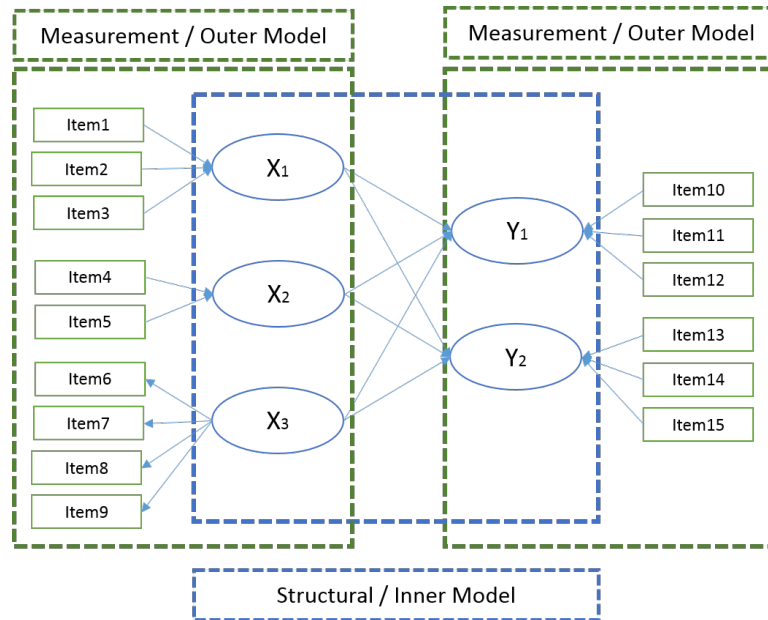 Measurement / Outer Model
Measurement / Outer Model
Item1
Item2
Item3
Item4
Item5
Item6
Item7
Item8
Item9
X1
X2
X3
Y1
Y2
Item10
Item11
Item12
Item13
Item14
Item15
Structural / Inner Model